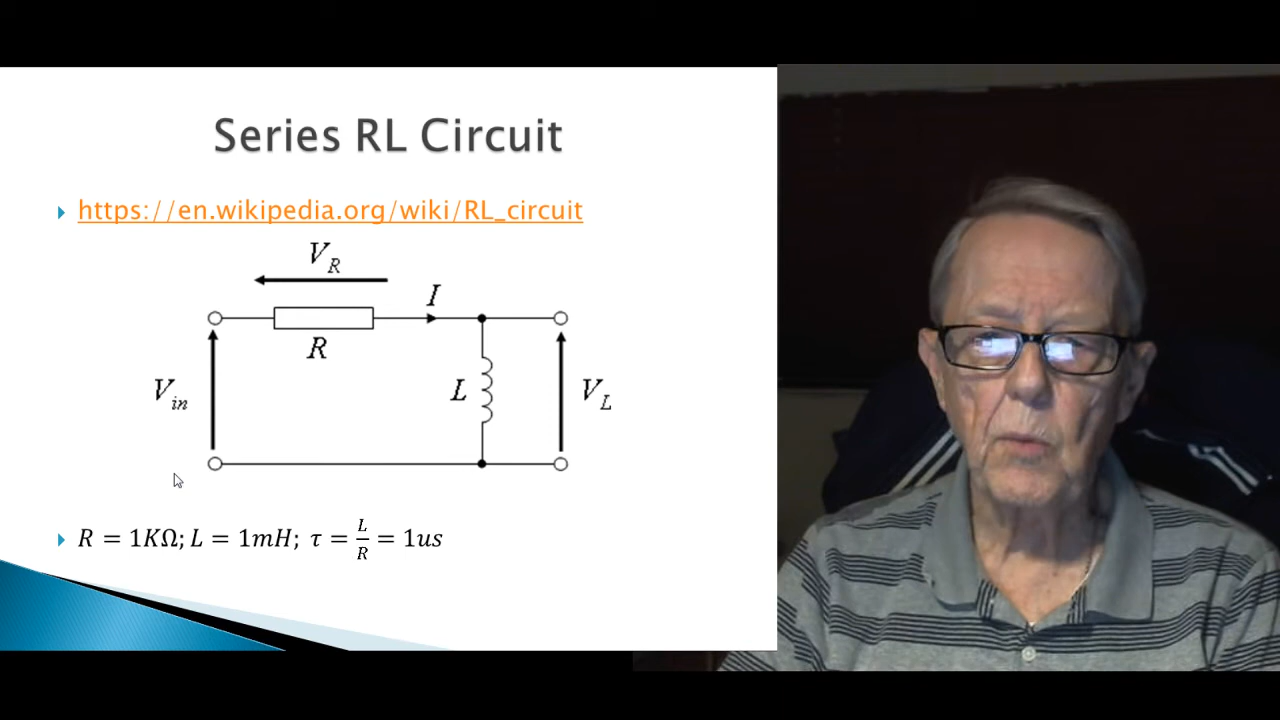 Series RL Circuit
https://en.wikipedia.org/wiki/RL_circuit
V_R
I
R
V_in
L
V_L
R = 1KΩ; L = 1mH; τ = L/R = 1us